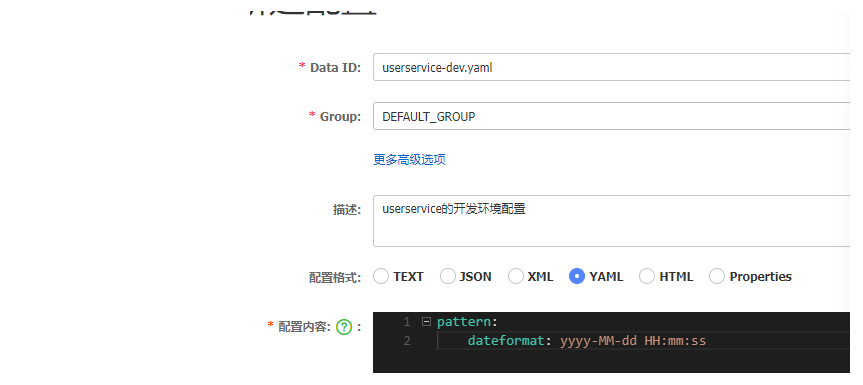 * Data ID: userservice-dev.yaml
* Group: DEFAULT_GROUP
更多高级选项
描述: userservice的开发环境配置
配置格式: TEXT JSON XML YAML HTML Properties
* 配置内容: ? : 1 pattern:
2 dateformat: yyyy-MM-dd HH:mm:ss